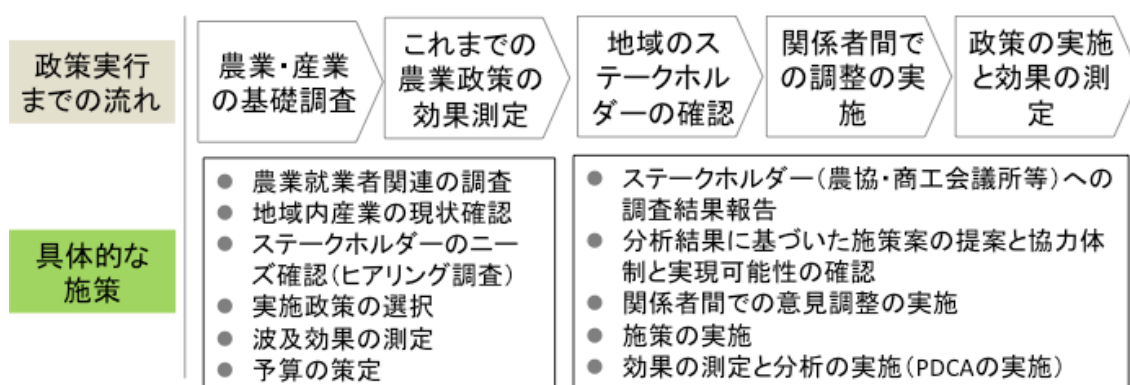 政策実行
までの流れ
農業・産業
の基礎調査
これまでの
農業政策の
効果測定
地域のス
テークホル
ダーの確認
関係者間で
の調整の実
施
政策の実施
と効果の測
定
具体的な
施策
● 農業就業者関連の調査
● 地域内産業の現状確認
● ステークホルダーのニー
ズ確認(ヒアリング調査)
● 実施政策の選択
● 波及効果の測定
● 予算の策定
● ステークホルダー(農協・商工会議所等)への
調査結果報告
● 分析結果に基づいた施策案の提案と協力体
制と実現可能性の確認
● 関係者間での意見調整の実施
● 施策の実施
● 効果の測定と分析の実施(PDCAの実施)